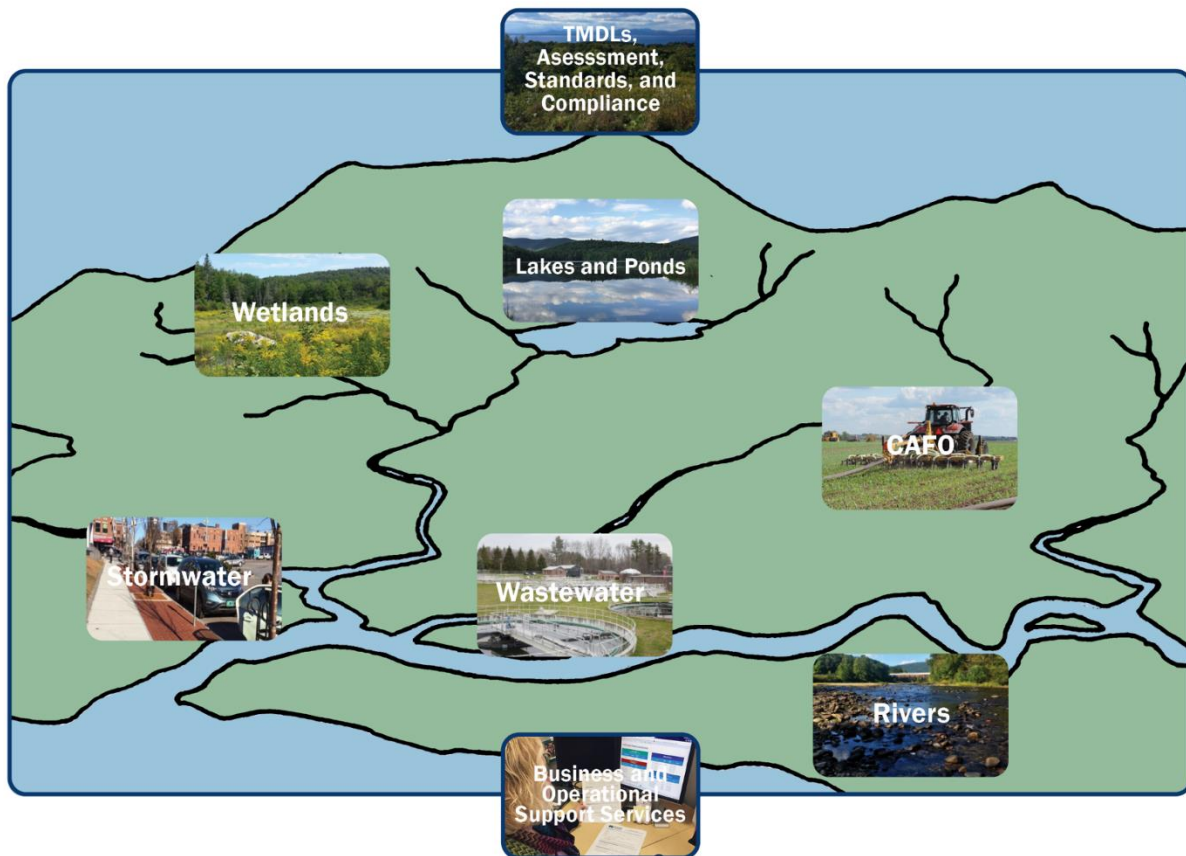 TMDLs,
Asesssment,
Standards, and
Compliance
Lakes and Ponds
Wetlands
CAFO
Stormwater
Wastewater
Rivers
Business and
Operational
Support Services